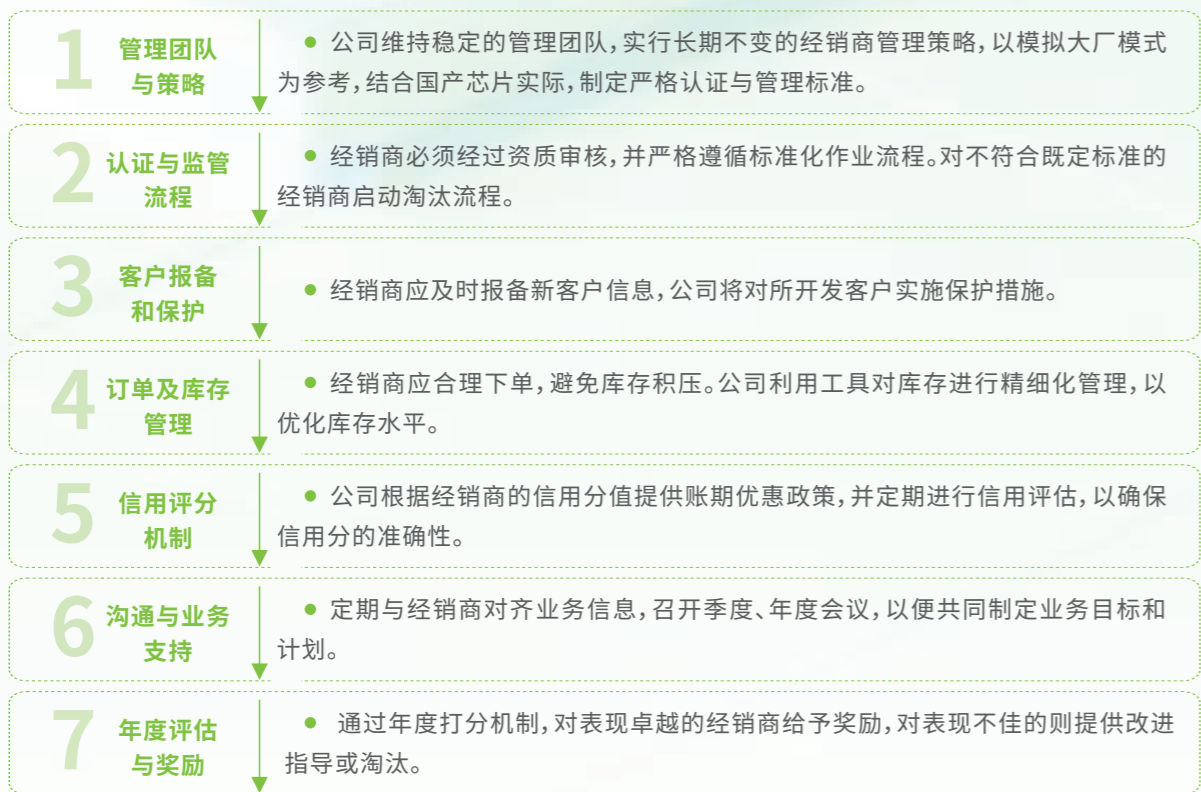 1
管理团队
与策略
● 公司维持稳定的管理团队,实行长期不变的经销商管理策略,以模拟大厂模式
为参考,结合国产芯片实际,制定严格认证与管理标准。
2
认证与监管
流程
● 经销商必须经过资质审核,并严格遵循标准化作业流程。对不符合既定标准的
经销商启动淘汰流程。
3
客户报备
和保护
● 经销商应及时报备新客户信息,公司将对所开发客户实施保护措施。
4
订单及库存
管理
● 经销商应合理下单,避免库存积压。公司利用工具对库存进行精细化管理,以
优化库存水平。
5
信用评分
机制
● 公司根据经销商的信用分值提供账期优惠政策,并定期进行信用评估,以确保
信用分的准确性。
6
沟通与业务
支持
● 定期与经销商对齐业务信息,召开季度、年度会议,以便共同制定业务目标和
计划。
7
年度评估
与奖励
● 通过年度打分机制,对表现卓越的经销商给予奖励,对表现不佳的则提供改进
指导或淘汰。